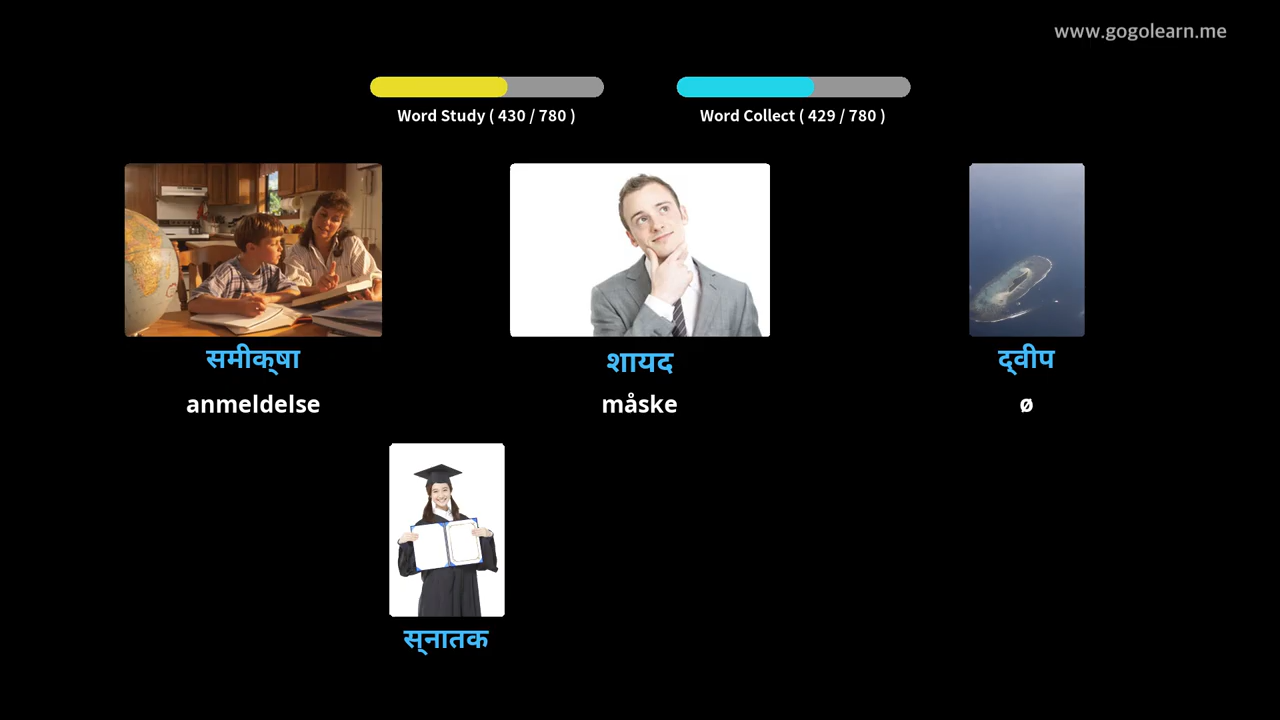 www.gogolearn.me
Word Study ( 430 / 780 )
Word Collect ( 429 / 780 )
समीक्षा
शायद
द्वीप
anmeldelse
måske
ø
स्नातक